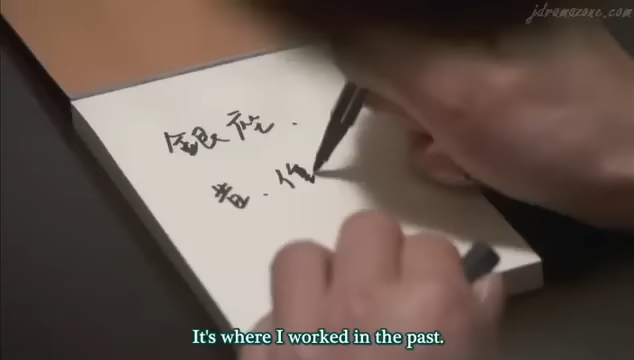 jdramazone.com
銀座、
昔、
It's where I worked in the past.